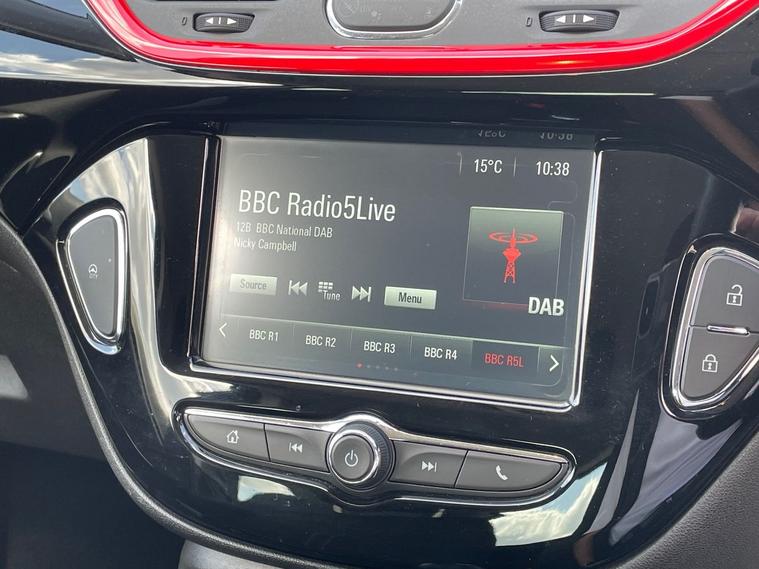 15°C 10:38
BBC Radio5Live
12B BBC National DAB
Nicky Campbell
DAB
Source Tune Menu
BBC R1 BBC R2 BBC R3 BBC R4 BBC R5L
CITY